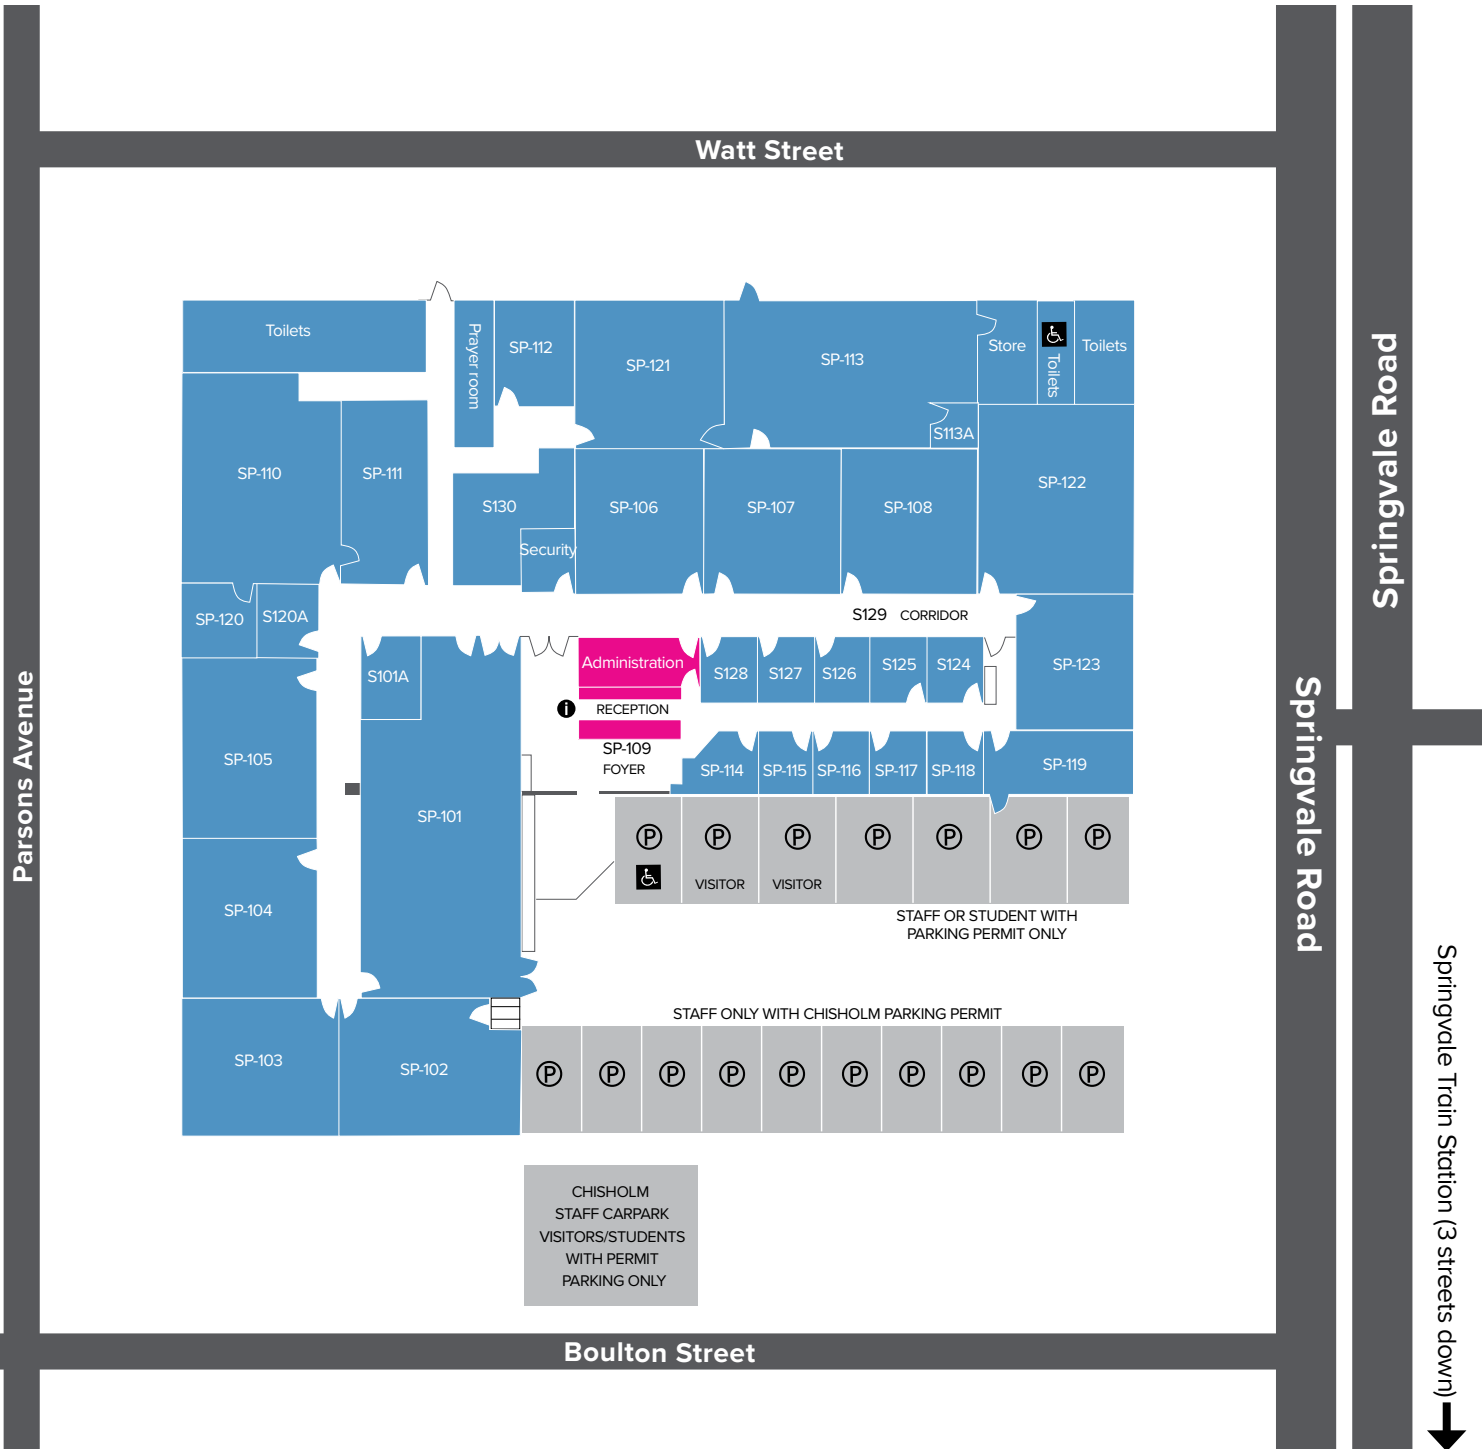 Watt Street
Toilets
Prayer room
SP-112
SP-121
SP-113
Store
Toilets
Toilets
S113A
SP-110
SP-111
S130
Security
SP-106
SP-107
SP-108
SP-122
SP-120
S120A
S129 CORRIDOR
S101A
Administration
S128
S127
S126
S125
S124
SP-123
i
RECEPTION
SP-109
FOYER
SP-105
SP-101
SP-114
SP-115
SP-116
SP-117
SP-118
SP-119
P
P
P
P
P
P
P
VISITOR
VISITOR
SP-104
STAFF OR STUDENT WITH
PARKING PERMIT ONLY
STAFF ONLY WITH CHISHOLM PARKING PERMIT
SP-103
SP-102
P
P
P
P
P
P
P
P
P
P
CHISHOLM
STAFF CARPARK
VISITORS/STUDENTS
WITH PERMIT
PARKING ONLY
Boulton Street
Parsons Avenue
Springvale Road
Springvale Road
Springvale Train Station (3 streets down)